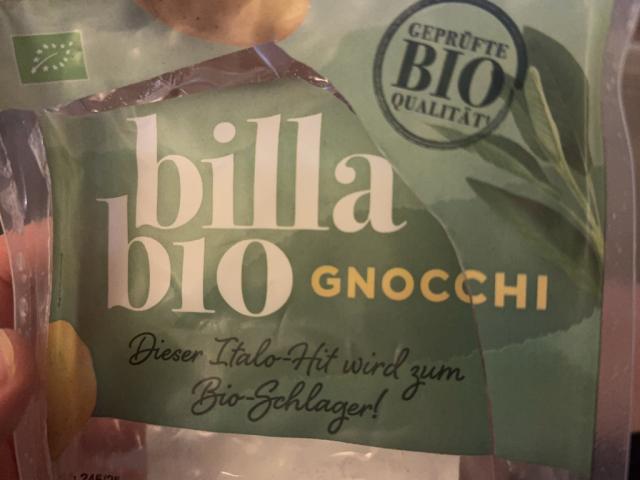 GEPRÜFTE
BIO
QUALITÄT
billa
bio
GNOCCHI
Dieser Italo-Hit wird zum
Bio-Schlager!